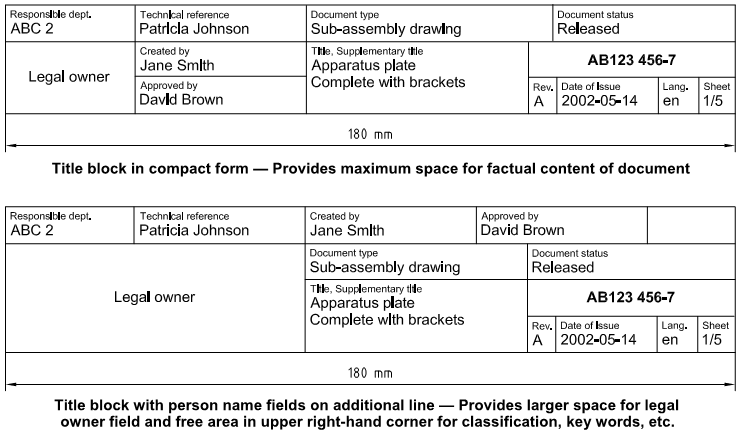 Responsible dept. Technical reference Document type Document status
ABC 2 Patricia Johnson Sub-assembly drawing Released
Legal owner
Created by
Jane Smith
Approved by
David Brown
Title, Supplementary title
Apparatus plate
Complete with brackets
AB123 456-7
Rev. Date of Issue Lang. Sheet
A 2002-05-14 en 1/5
180 mm
Title block in compact form — Provides maximum space for factual content of document
Responsible dept. Technical reference Created by Approved by
ABC 2 Patricia Johnson Jane Smith David Brown
Legal owner
Document type Document status
Sub-assembly drawing Released
Title, Supplementary title
Apparatus plate
Complete with brackets
AB123 456-7
Rev. Date of Issue Lang. Sheet
A 2002-05-14 en 1/5
180 mm
Title block with person name fields on additional line — Provides larger space for legal
owner field and free area in upper right-hand corner for classification, key words, etc.